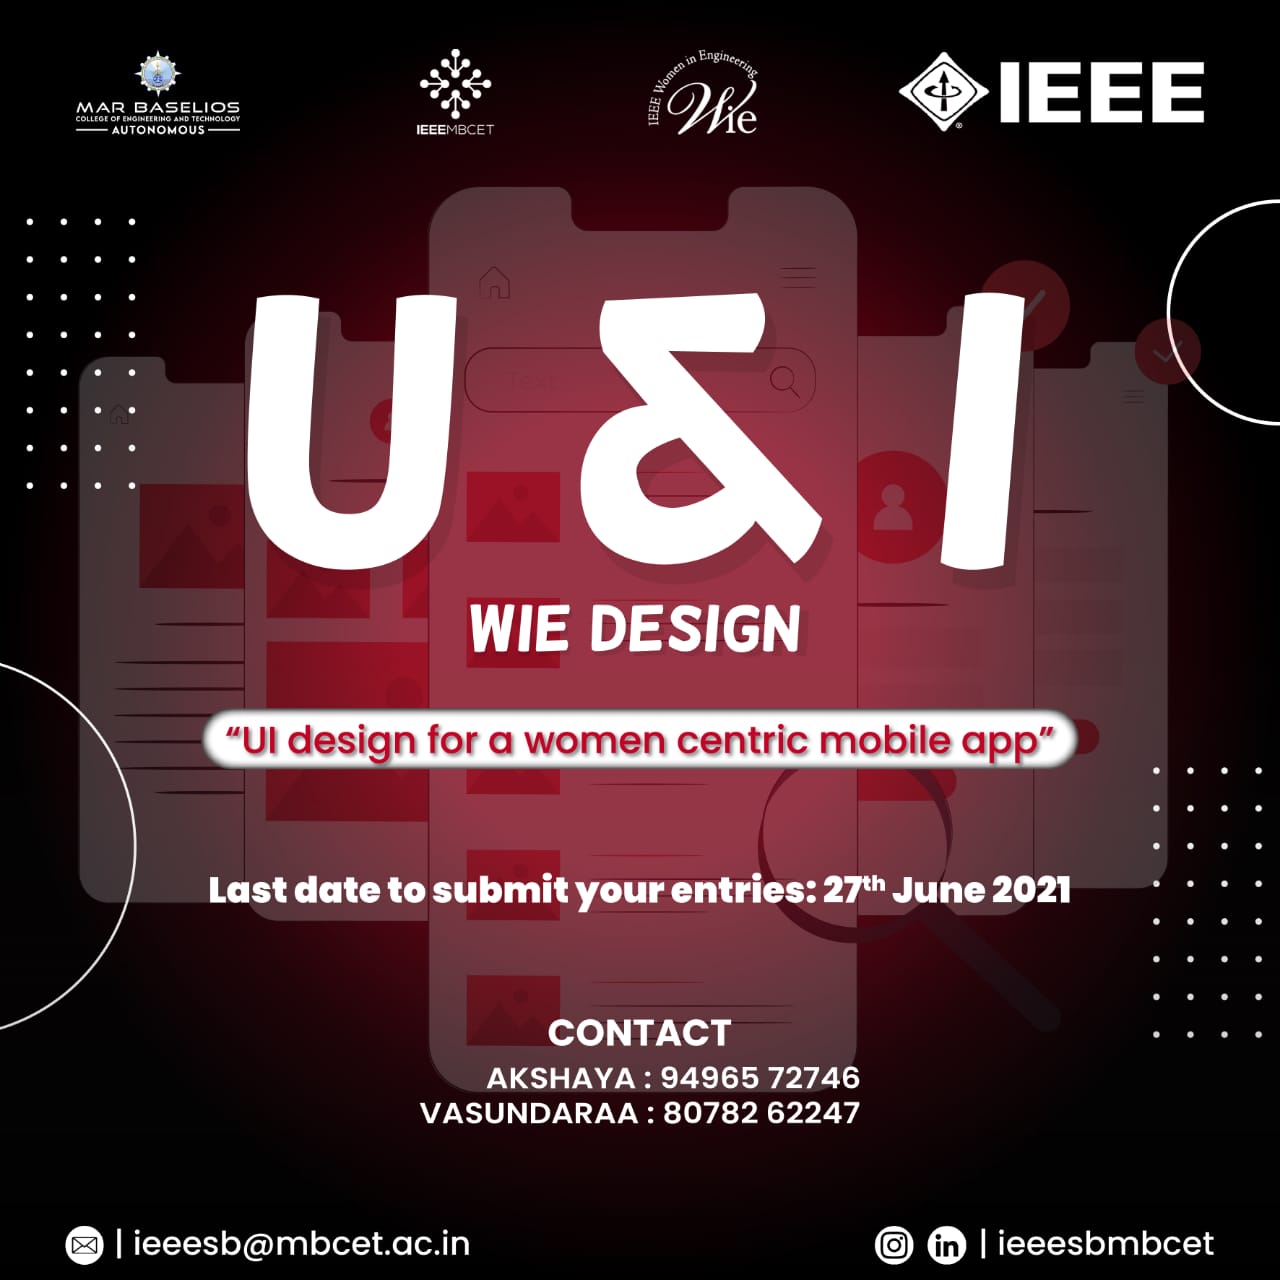 MAR BASELIOS
COLLEGE OF ENGINEERING AND TECHNOLOGY
AUTONOMOUS
IEEEMBCET
IEEE Women in Engineering
Wie
IEEE
®
Text
U & I
WIE DESIGN
“UI design for a women centric mobile app”
Last date to submit your entries: 27th June 2021
CONTACT
AKSHAYA : 94965 72746
VASUNDARAA : 80782 62247
| ieeesb@mbcet.ac.in
in | ieeesbmbcet